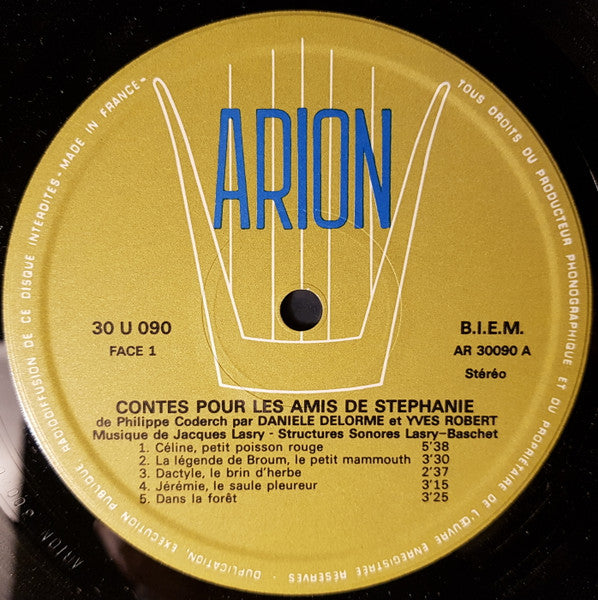 ARION
30 U 090
FACE 1
B.I.E.M.
AR 30090 A
Stéréo
CONTES POUR LES AMIS DE STEPHANIE
de Philippe Coderch par DANIELE DELORME et YVES ROBERT
Musique de Jacques Lasry - Structures Sonores Lasry-Baschet
1. Céline, petit poisson rouge 5'38
2. La légende de Broum, le petit mammouth 3'30
3. Dactyle, le brin d'herbe 2'37
4. Jérémie, le saule pleureur 3'15
5. Dans la forêt 3'25
TOUS DROITS DU PRODUCTEUR PHONOGRAPHIQUE ET DU PROPRIÉTAIRE DE L'ŒUVRE ENREGISTRÉE RÉSERVÉS - DUPLICATION, EXÉCUTION PUBLIQUE RADIODIFFUSION DE CE DISQUE INTERDITES - MADE IN FRANCE -
ARION